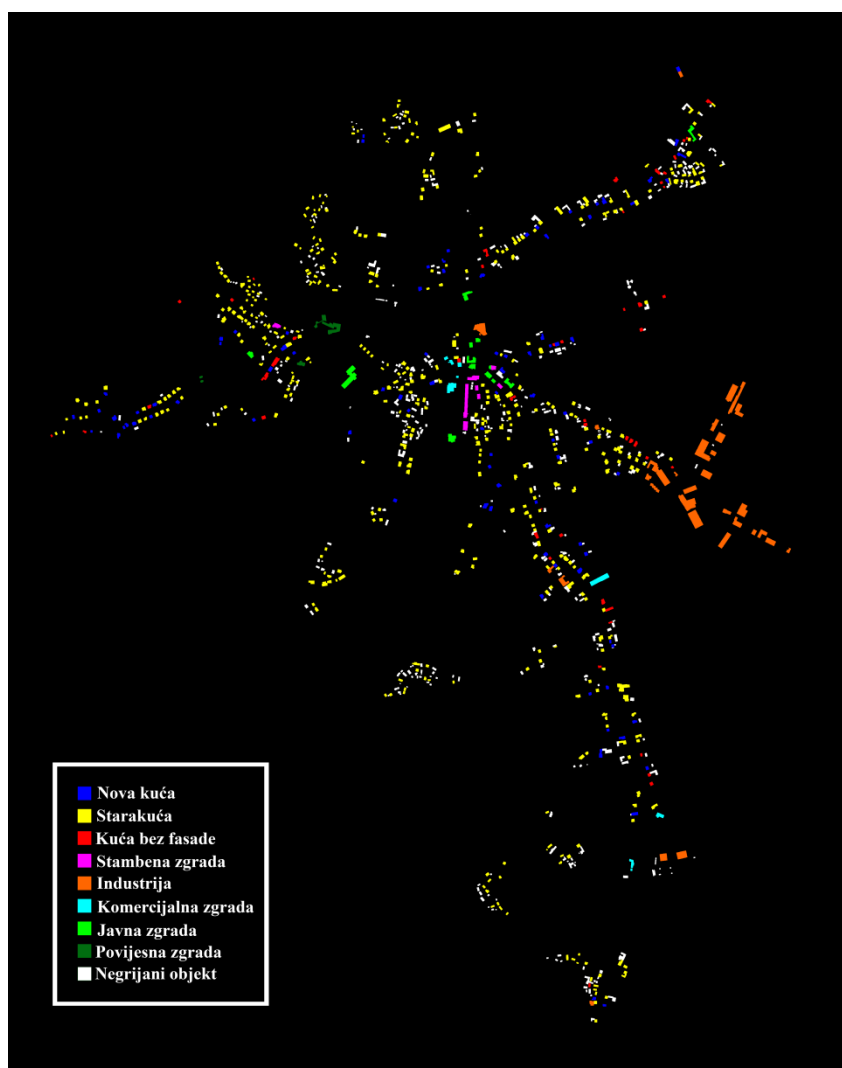 Nova kuća
Starakuća
Kuća bez fasade
Stambena zgrada
Industrija
Komercijalna zgrada
Javna zgrada
Povijesna zgrada
Negrijani objekt